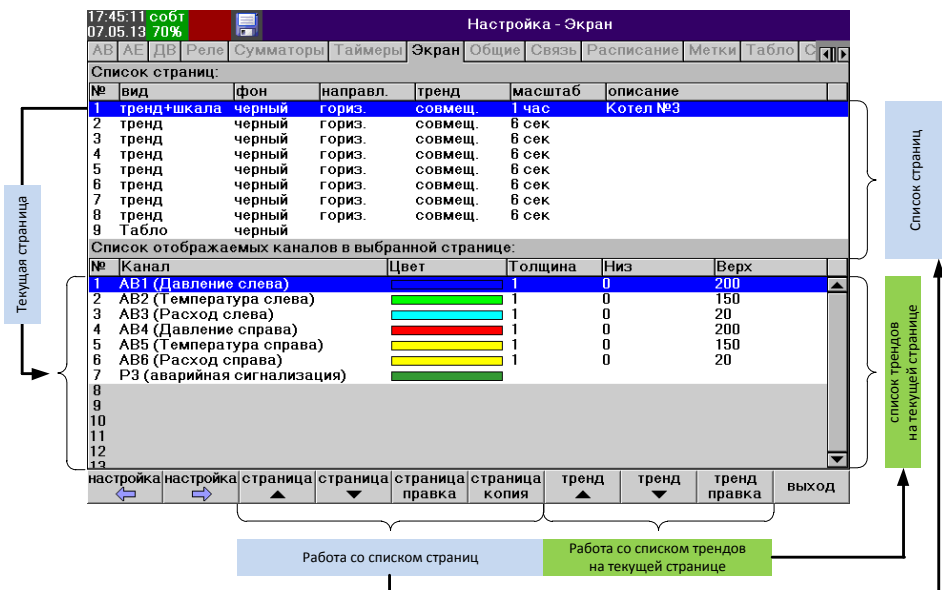 17:45:11 собт
07.05.13 70%
Настройка - Экран
АВ АЕ ДВ Реле Сумматоры Таймеры Экран Общие Связь Расписание Метки Табло С
Список страниц:
№ вид фон направл. тренд масштаб описание
1 тренд+шкала черный гориз. совмещ. 1 час Котел №3
2 тренд черный гориз. совмещ. 6 сек
3 тренд черный гориз. совмещ. 6 сек
4 тренд черный гориз. совмещ. 6 сек
5 тренд черный гориз. совмещ. 6 сек
6 тренд черный гориз. совмещ. 6 сек
7 тренд черный гориз. совмещ. 6 сек
8 тренд черный гориз. совмещ. 6 сек
9 Табло черный
Список отображаемых каналов в выбранной странице:
№ Канал Цвет Толщина Низ Верх
1 АВ1 (Давление слева) 1 0 200
2 АВ2 (Температура слева) 1 0 150
3 АВ3 (Расход слева) 1 0 20
4 АВ4 (Давление справа) 1 0 200
5 АВ5 (Температура справа) 1 0 150
6 АВ6 (Расход справа) 1 0 20
7 Р3 (аварийная сигнализация)
8
9
10
11
12
13
настройка настройка страница страница страница правка страница копия тренд тренд тренд правка выход
Текущая страница
Список страниц
список трендов
на текущей странице
Работа со списком страниц
Работа со списком трендов
на текущей странице